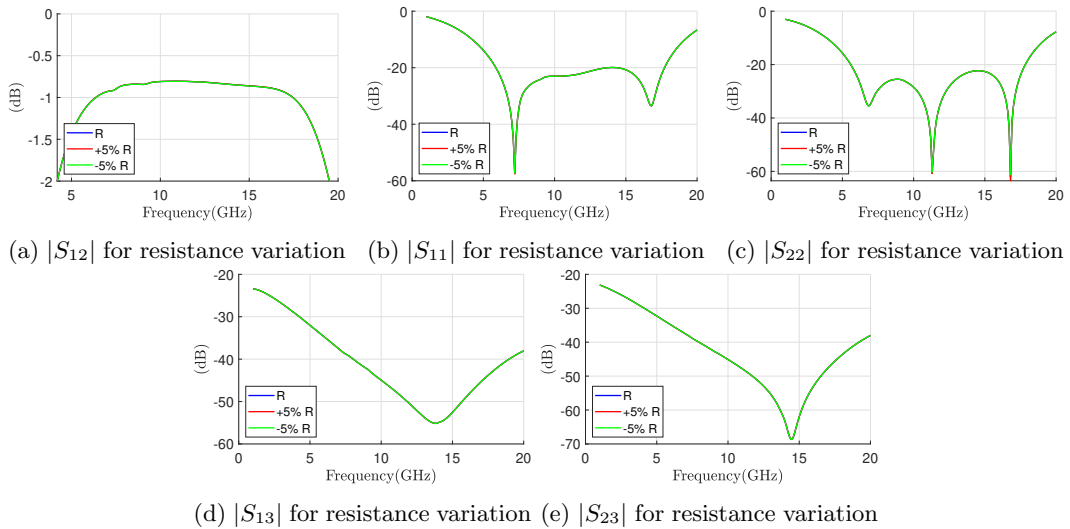 0
-0.5
-1
-1.5
-2
(dB)
R
+5% R
-5% R
5
10
15
20
Frequency(GHz)
0
-20
-40
-60
(dB)
R
+5% R
-5% R
0
5
10
15
20
Frequency(GHz)
0
-20
-40
-60
(dB)
R
+5% R
-5% R
0
5
10
15
20
Frequency(GHz)
(a) |S12| for resistance variation
(b) |S11| for resistance variation
(c) |S22| for resistance variation
-20
-30
-40
-50
-60
(dB)
R
+5% R
-5% R
0
5
10
15
20
Frequency(GHz)
-20
-30
-40
-50
-60
-70
(dB)
R
+5% R
-5% R
0
5
10
15
20
Frequency(GHz)
(d) |S13| for resistance variation
(e) |S23| for resistance variation